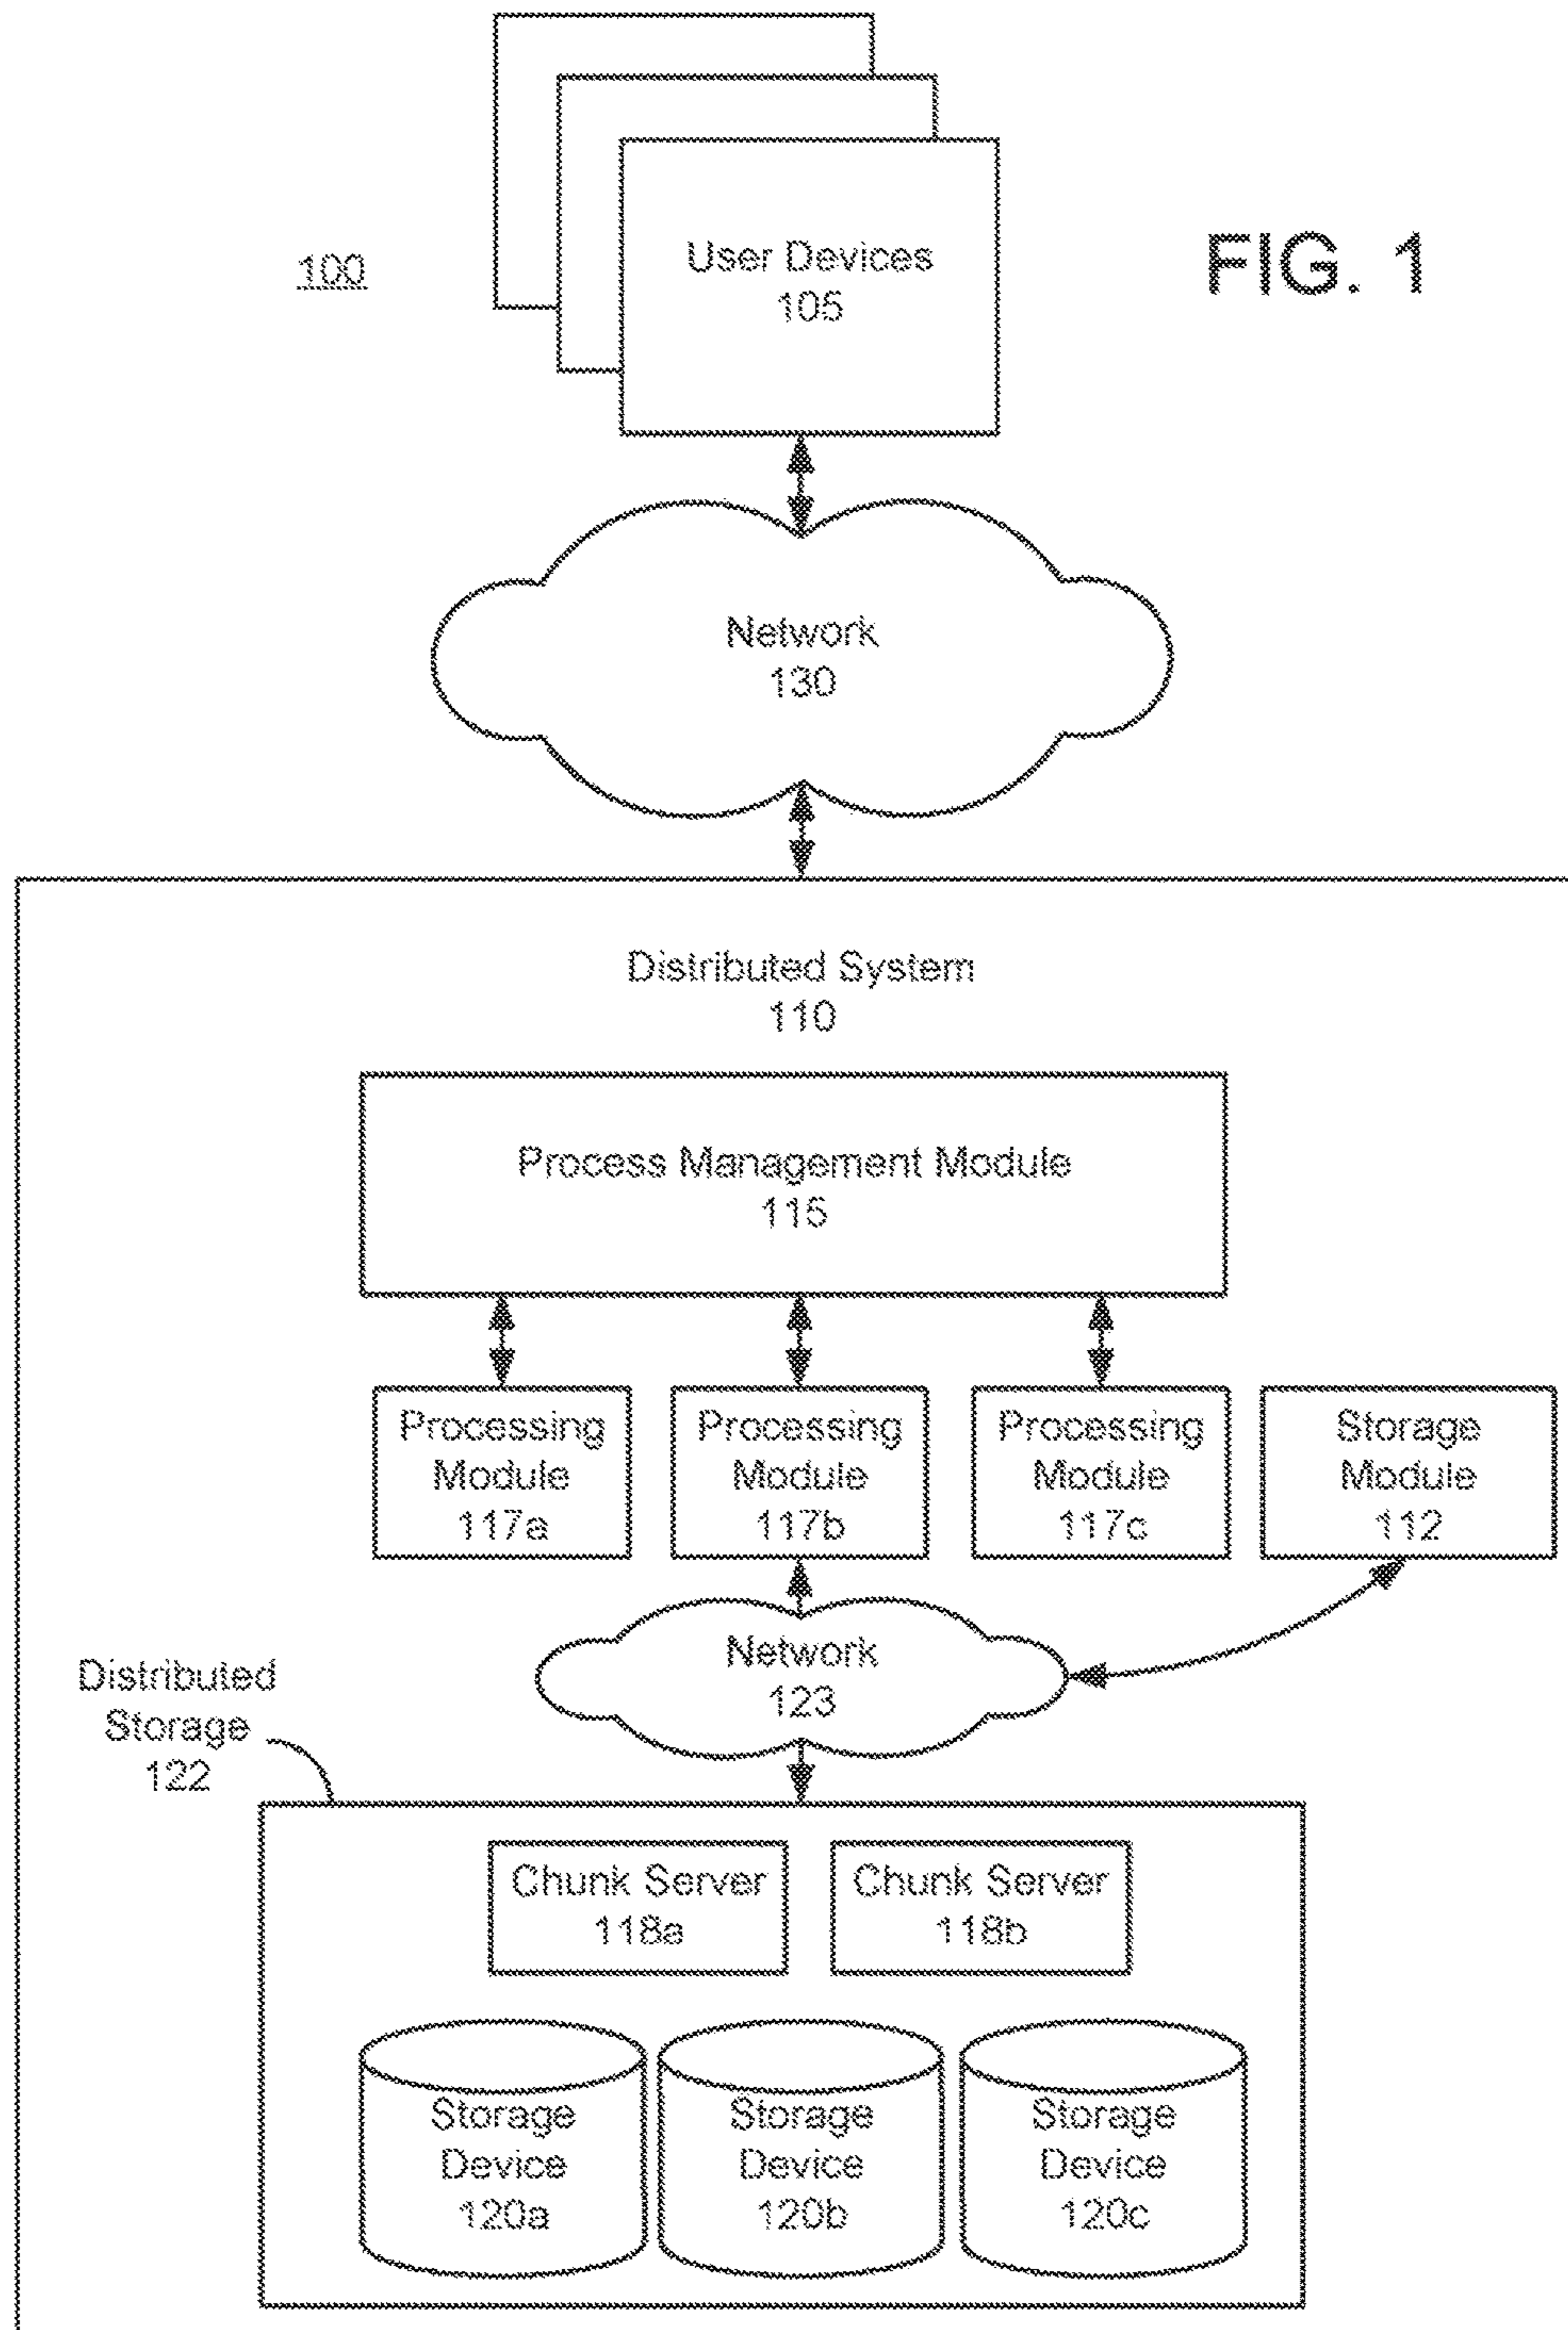 100
FIG. 1
User Devices
105
Network
130
Distributed System
110
Process Management Module
115
Processing
Module
117a
Processing
Module
117b
Processing
Module
117c
Storage
Module
112
Network
123
Distributed
Storage
122
Chunk Server
118a
Chunk Server
118b
Storage
Device
120a
Storage
Device
120b
Storage
Device
120c